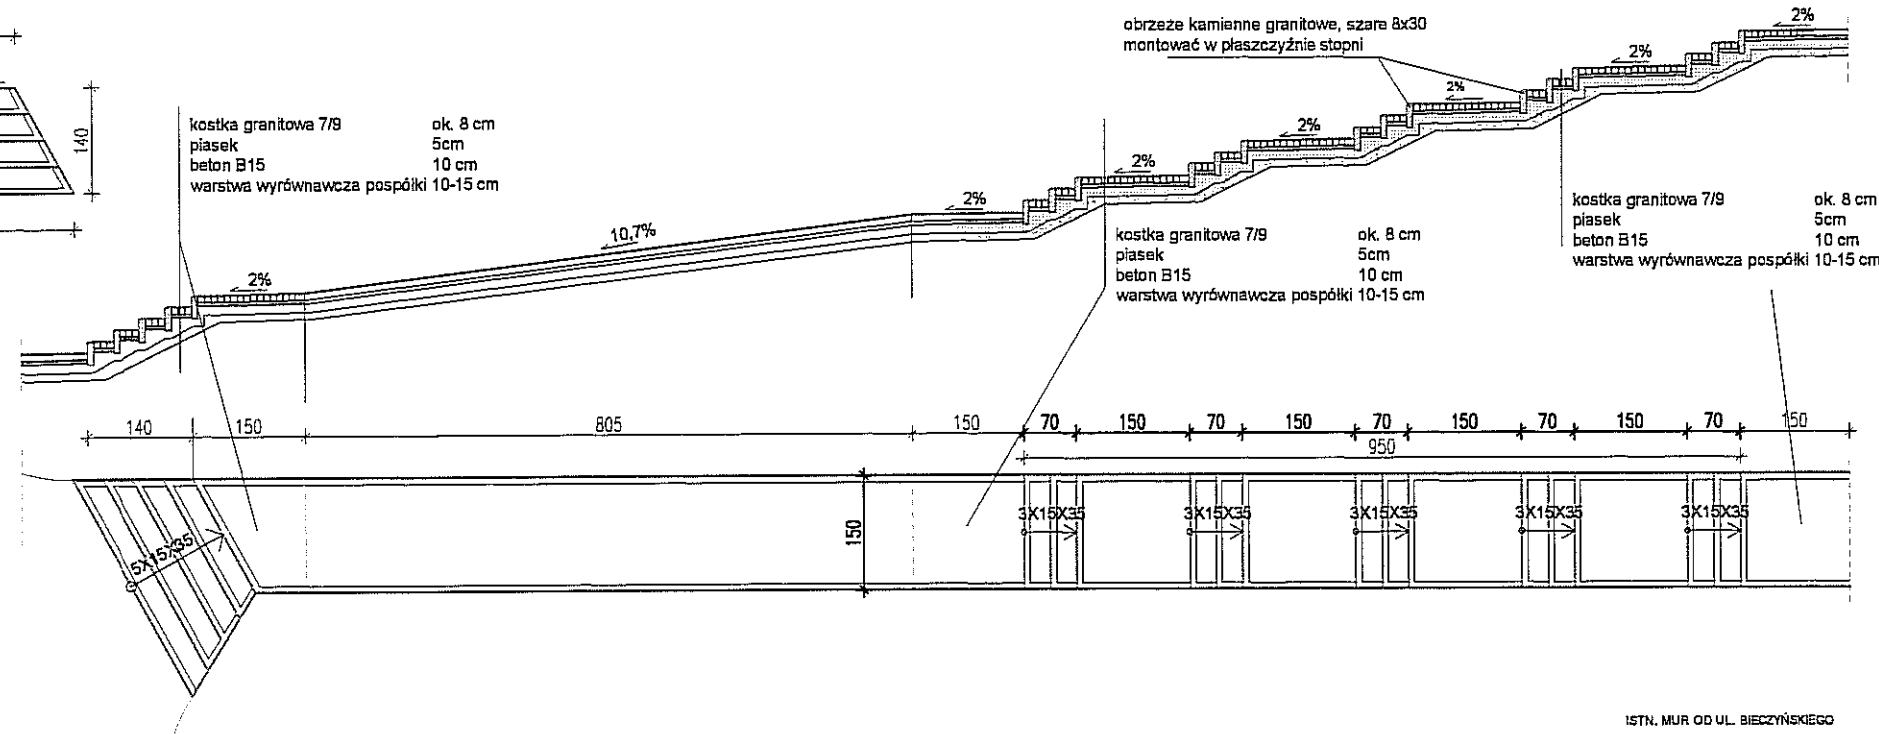 obrzeże kamienne granitowe, szare 8x30
montować w płaszczyźnie stopni
2%
2%
2%
2%
2%
2%
2%
10,7%
2%
140
kostka granitowa 7/9 ok. 8 cm
piasek 5cm
beton B15 10 cm
warstwa wyrównawcza pospółki 10-15 cm
kostka granitowa 7/9 ok. 8 cm
piasek 5cm
beton B15 10 cm
warstwa wyrównawcza pospółki 10-15 cm
kostka granitowa 7/9 ok. 8 cm
piasek 5cm
beton B15 10 cm
warstwa wyrównawcza pospółki 10-15 cm
140 150 805 150 70 150 70 150 70 150 70 150 70 150
950
150
5X15X35
3X15X35 3X15X35 3X15X35 3X15X35 3X15X35
ISTN. MUR OD UL. BIECZYŃSKIEGO